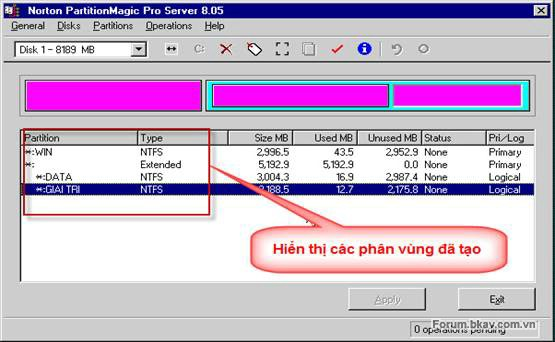 Norton PartitionMagic Pro Server 8.05
General Disks Partitions Operations Help
Disk 1 - 8189 MB
C:
Partition Type Size MB Used MB Unused MB Status Pri/Log
*:WIN NTFS 2,996.5 43.5 2,952.9 None Primary
*: Extended 5,192.9 5,192.9 0.0 None Primary
*:DATA NTFS 3,004.3 16.9 2,987.4 None Logical
*:GIAI TRI NTFS 2,188.5 12.7 2,175.8 None Logical
Hiển thị các phân vùng đã tạo
Apply Exit
Forum.bkav.com.vn
0 operations pending